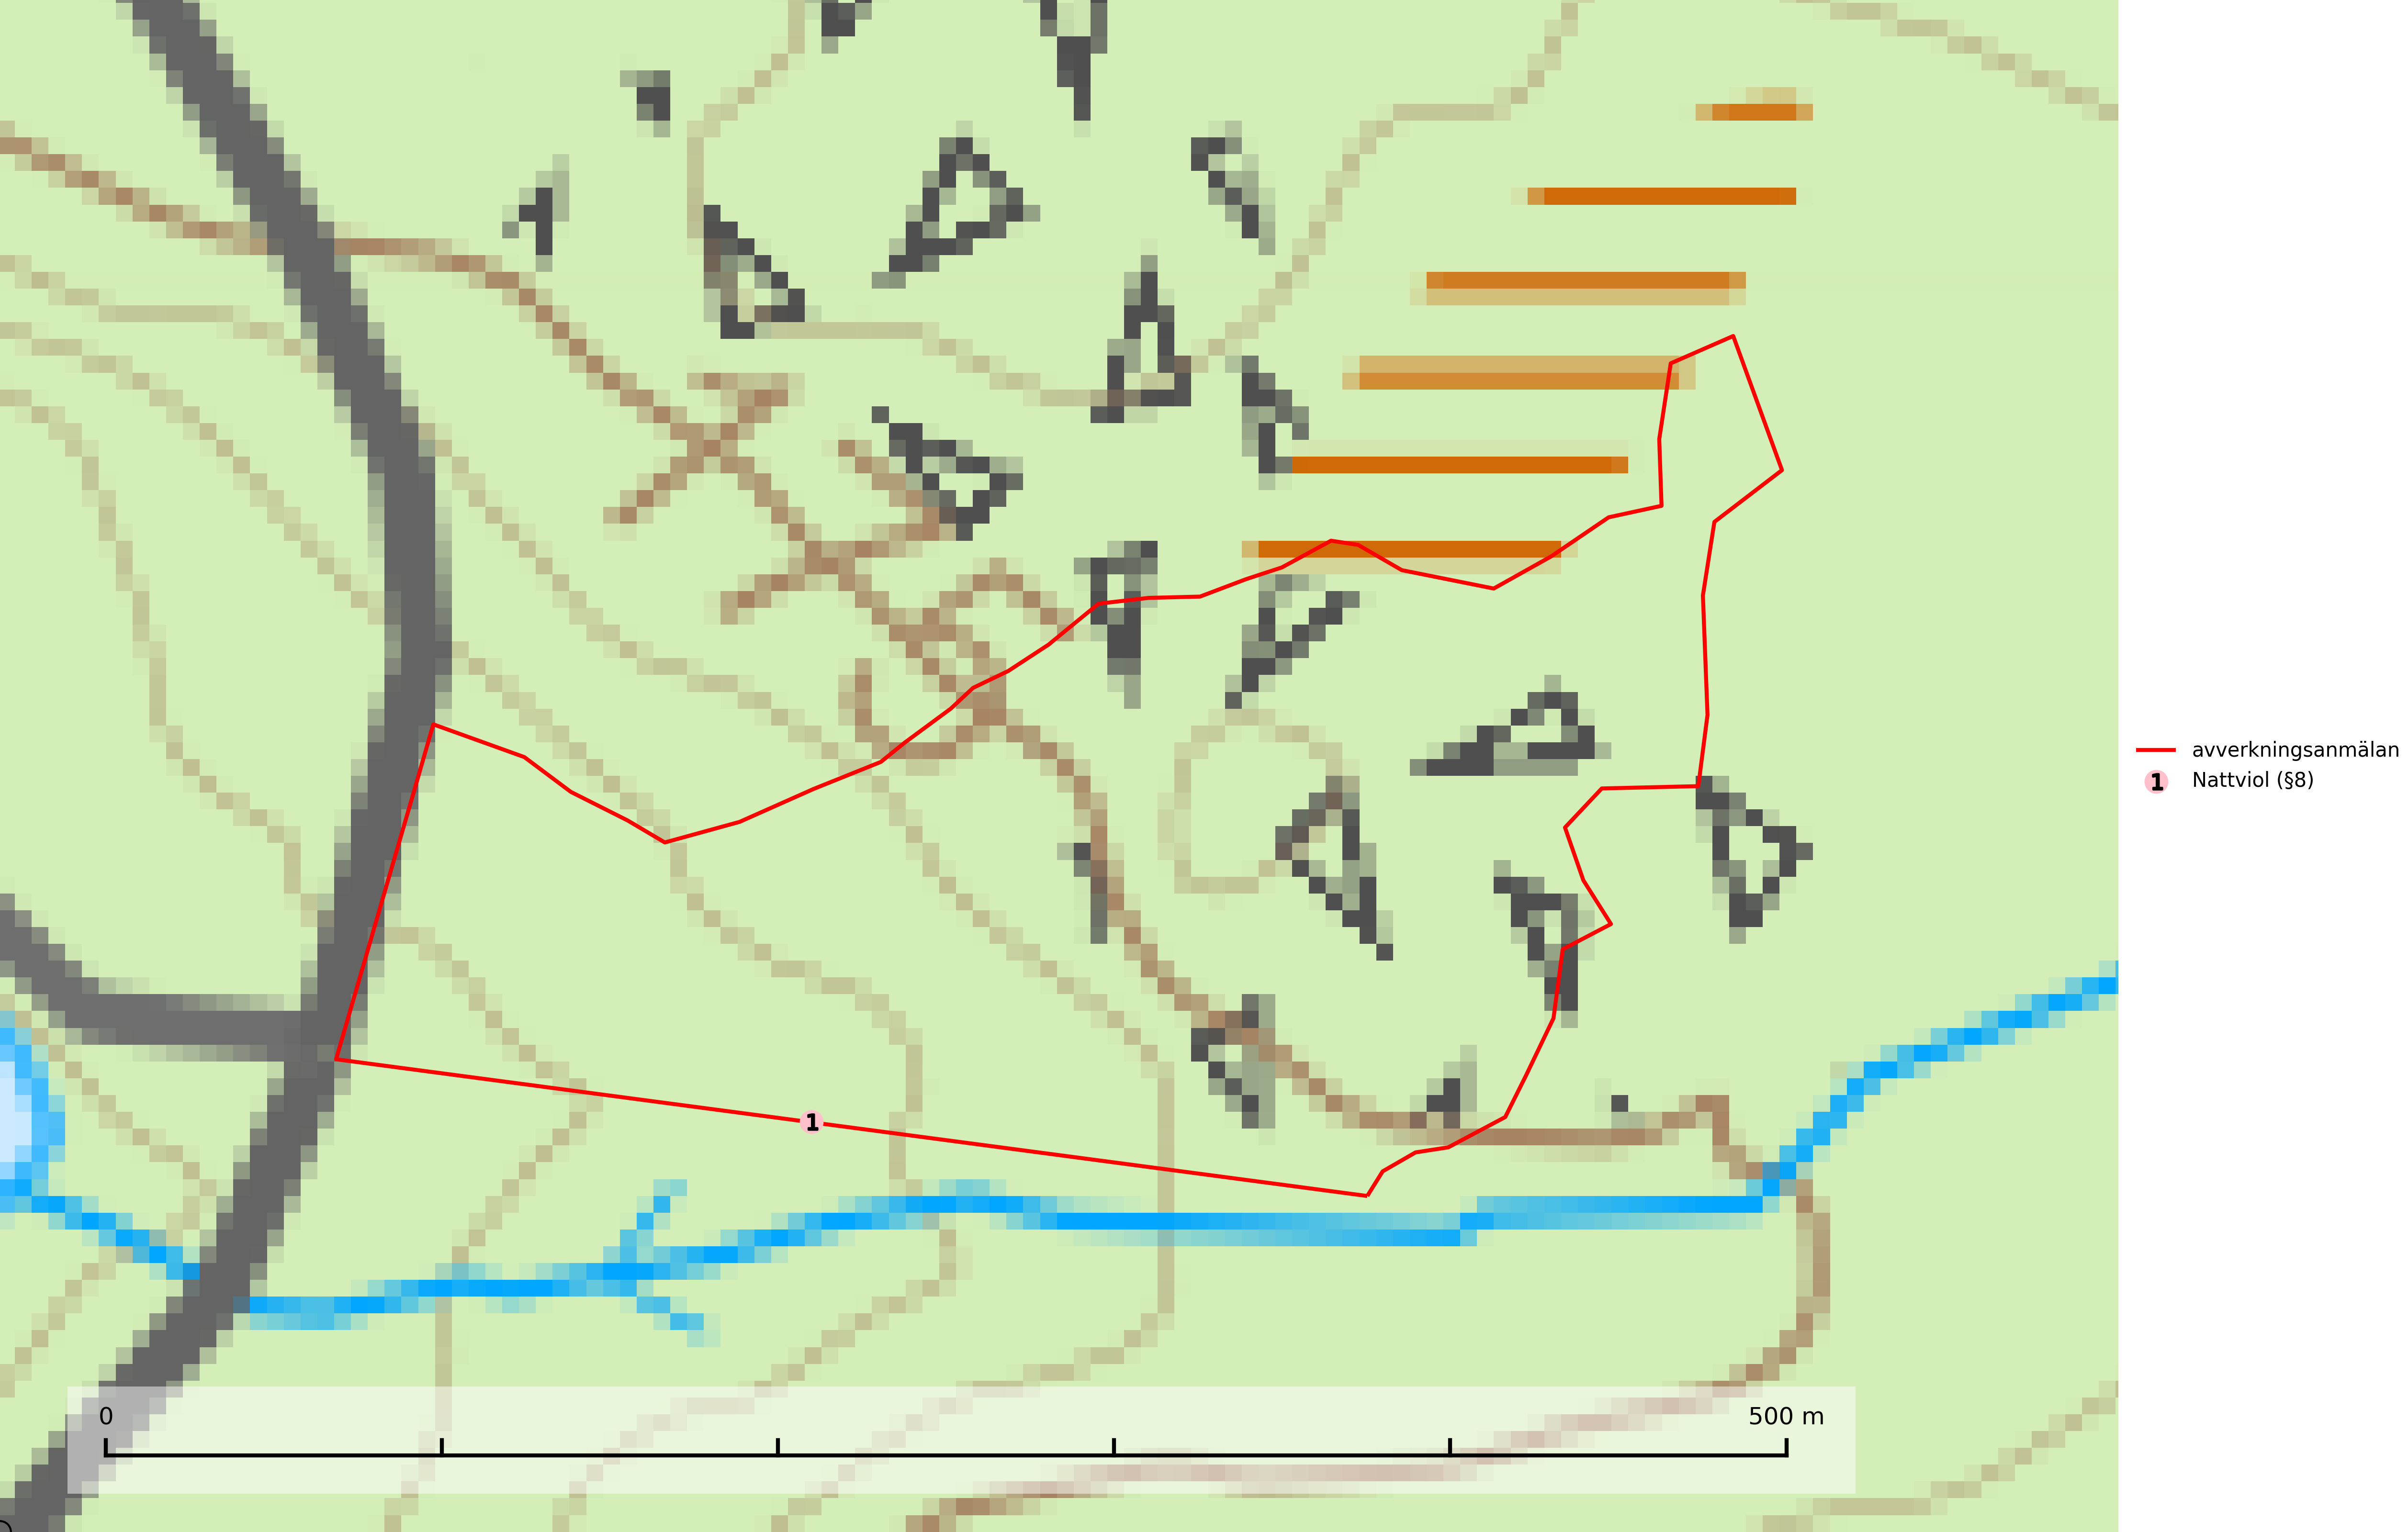 avverkningsanmälan
1 Nattviol (§8)
1
0 500 m